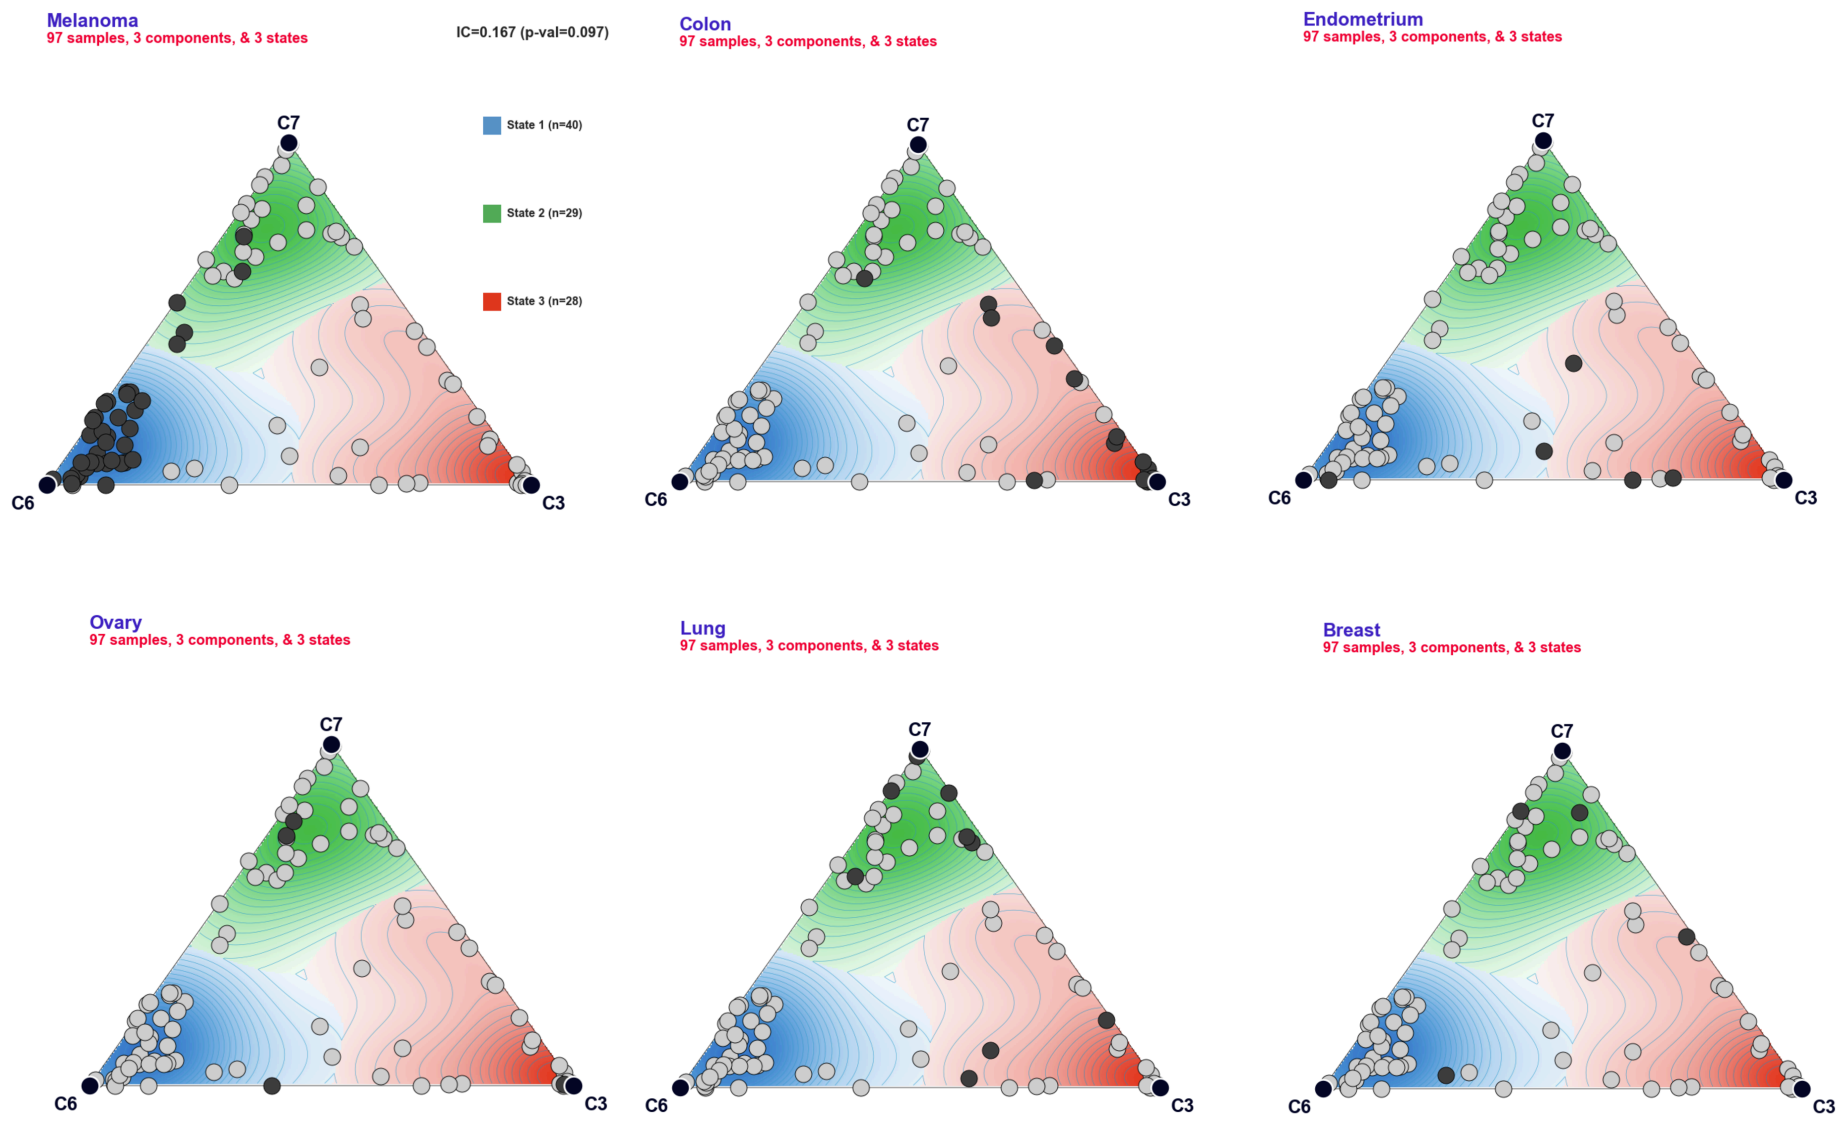 Melanoma
97 samples, 3 components, & 3 states
IC=0.167 (p-val=0.097)
State 1 (n=40)
State 2 (n=29)
State 3 (n=28)
C7
C6
C3
Colon
97 samples, 3 components, & 3 states
C7
C6
C3
Endometrium
97 samples, 3 components, & 3 states
C7
C6
C3
Ovary
97 samples, 3 components, & 3 states
C7
C6
C3
Lung
97 samples, 3 components, & 3 states
C7
C6
C3
Breast
97 samples, 3 components, & 3 states
C7
C6
C3